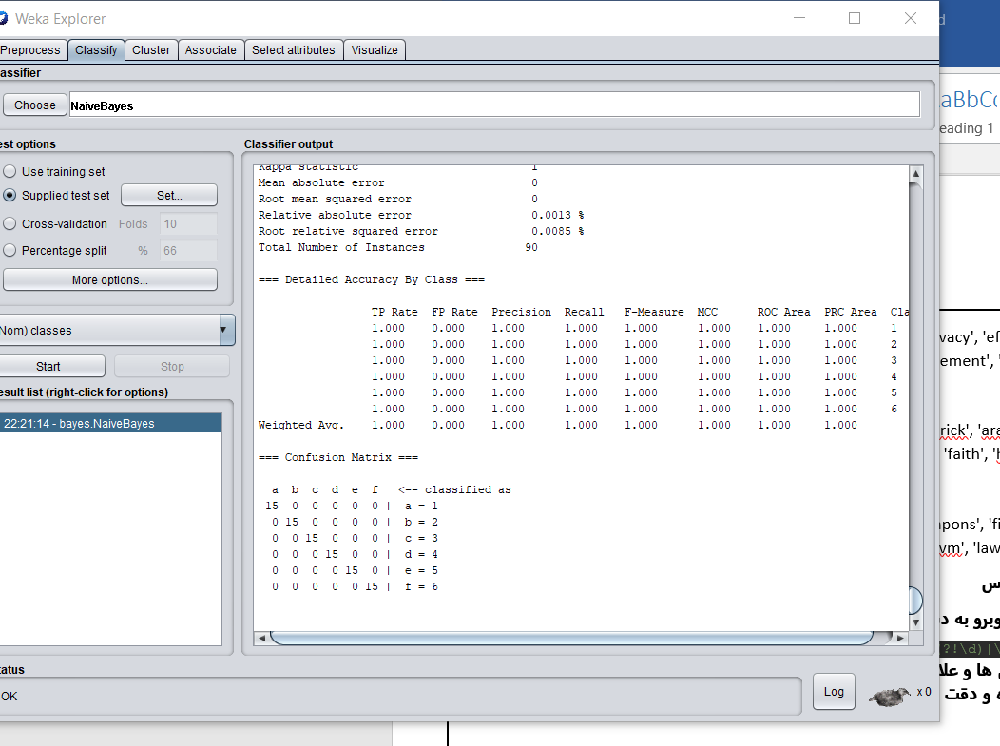 Weka Explorer
Preprocess Classify Cluster Associate Select attributes Visualize
assifier
Choose NaiveBayes
est options
Use training set
Supplied test set Set...
Cross-validation Folds 10
Percentage split % 66
More options...
Nom) classes
Start Stop
esult list (right-click for options)
22:21:14 - bayes.NaiveBayes
Classifier output
Kappa statistic 1
Mean absolute error 0
Root mean squared error 0
Relative absolute error 0.0013 %
Root relative squared error 0.0085 %
Total Number of Instances 90
=== Detailed Accuracy By Class ===
TP Rate FP Rate Precision Recall F-Measure MCC ROC Area PRC Area Cla
1.000 0.000 1.000 1.000 1.000 1.000 1.000 1.000 1
1.000 0.000 1.000 1.000 1.000 1.000 1.000 1.000 2
1.000 0.000 1.000 1.000 1.000 1.000 1.000 1.000 3
1.000 0.000 1.000 1.000 1.000 1.000 1.000 1.000 4
1.000 0.000 1.000 1.000 1.000 1.000 1.000 1.000 5
1.000 0.000 1.000 1.000 1.000 1.000 1.000 1.000 6
Weighted Avg. 1.000 0.000 1.000 1.000 1.000 1.000 1.000 1.000
=== Confusion Matrix ===
a b c d e f <-- classified as
15 0 0 0 0 0 | a = 1
0 15 0 0 0 0 | b = 2
0 0 15 0 0 0 | c = 3
0 0 0 15 0 0 | d = 4
0 0 0 0 15 0 | e = 5
0 0 0 0 0 15 | f = 6
tatus
OK
Log x 0
d
aBbCc
eading 1
vacy', 'ef
ement', '
rick', 'ara
'faith', 'h
apons', 'fi
vm', 'law
س
وبرو به د
?!\d)|\
ها و علا
ه و دقت